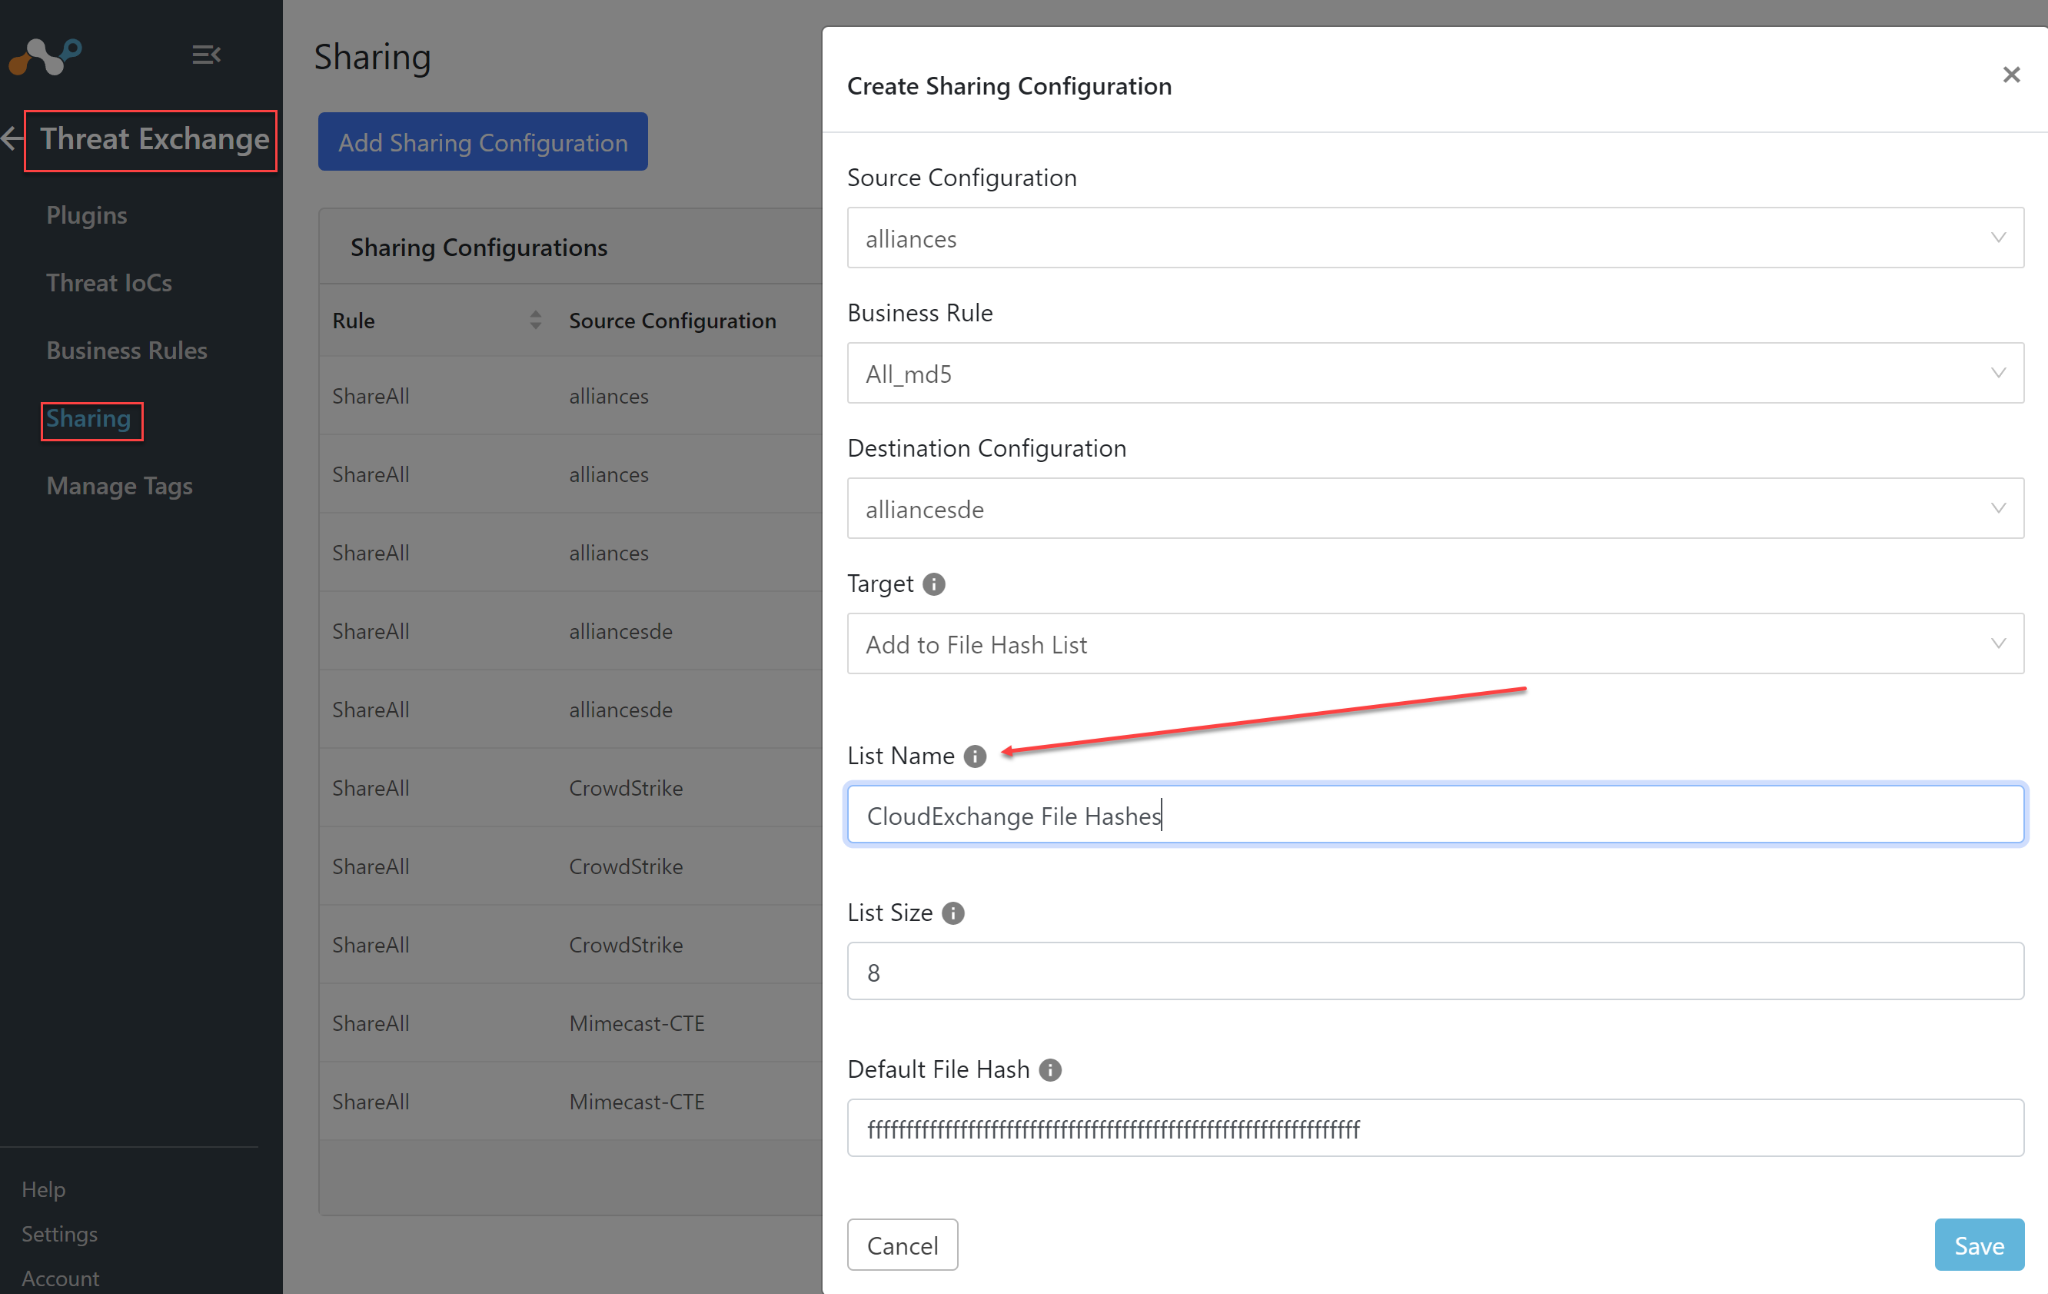 Threat Exchange
Plugins
Threat IoCs
Business Rules
Sharing
Manage Tags
Help
Settings
Account
Sharing
Add Sharing Configuration
Sharing Configurations
Rule Source Configuration
ShareAll alliances
ShareAll alliances
ShareAll alliances
ShareAll alliancesde
ShareAll alliancesde
ShareAll CrowdStrike
ShareAll CrowdStrike
ShareAll CrowdStrike
ShareAll Mimecast-CTE
ShareAll Mimecast-CTE
Create Sharing Configuration
Source Configuration
alliances
Business Rule
All_md5
Destination Configuration
alliancesde
Target
Add to File Hash List
List Name
CloudExchange File Hashes
List Size
8
Default File Hash
ffffffffffffffffffffffffffffffffffffffffffffffffffffffffffffffff
Cancel
Save